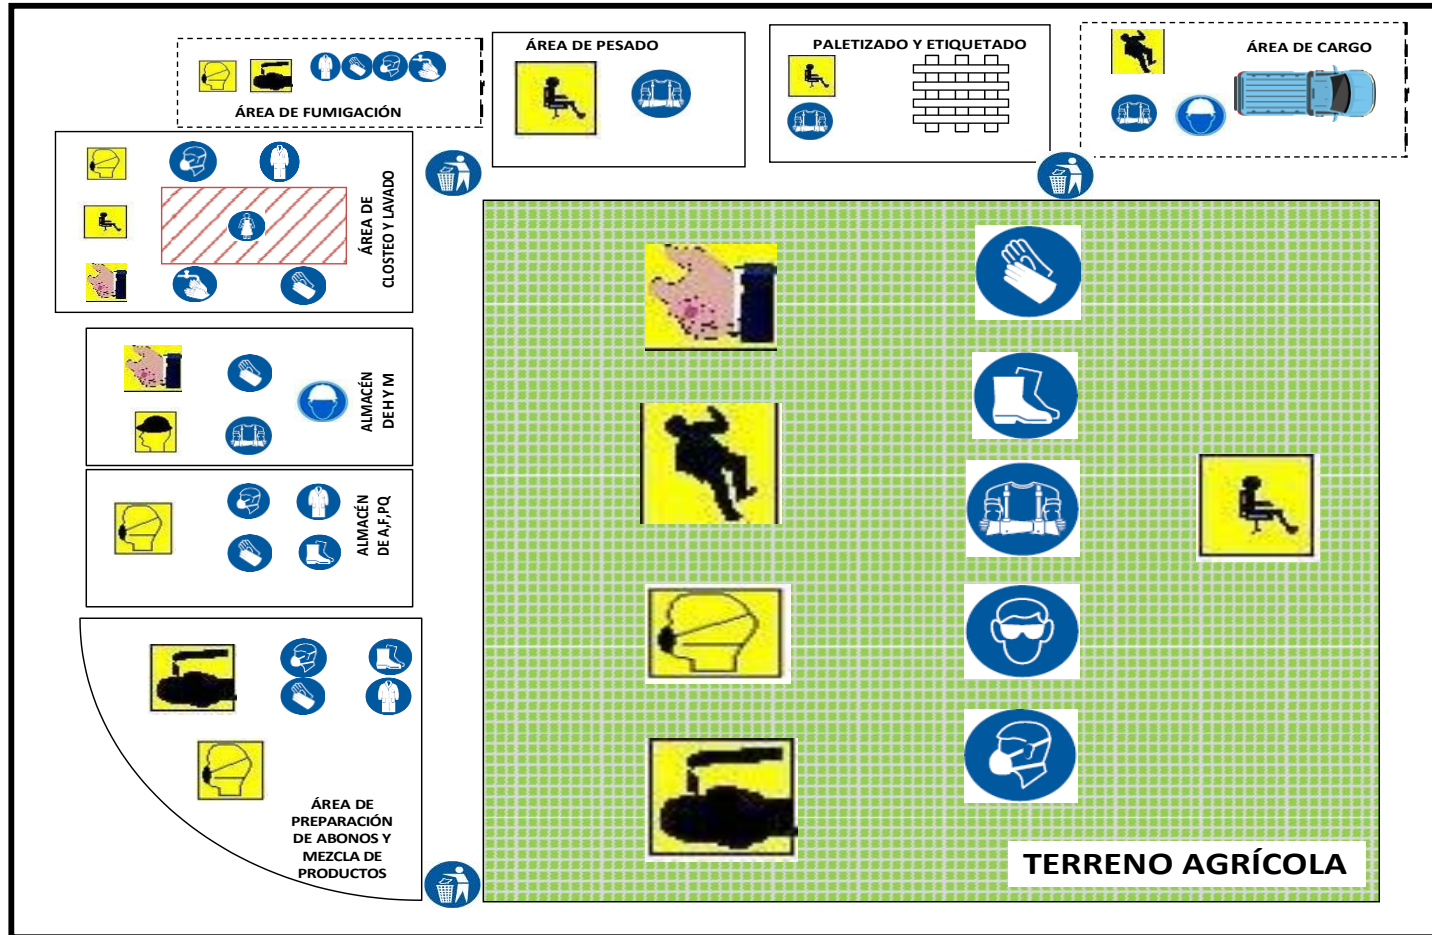 ÁREA DE FUMIGACIÓN
ÁREA DE PESADO
PALETIZADO Y ETIQUETADO
ÁREA DE CARGO
ÁREA DE
CLOSTEO Y LAVADO
ALMACÉN
DEHY M
ALMACÉN
DE A,F,PQ
ÁREA DE
PREPARACIÓN
DE ABONOS Y
MEZCLA DE
PRODUCTOS
TERRENO AGRÍCOLA